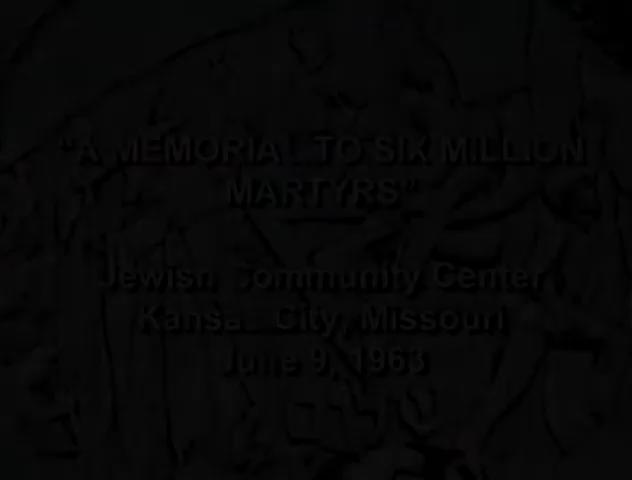 "A MEMORIAL TO SIX MILLION
MARTYRS"
Jewish Community Center
Kansas City, Missouri
June 9, 1963